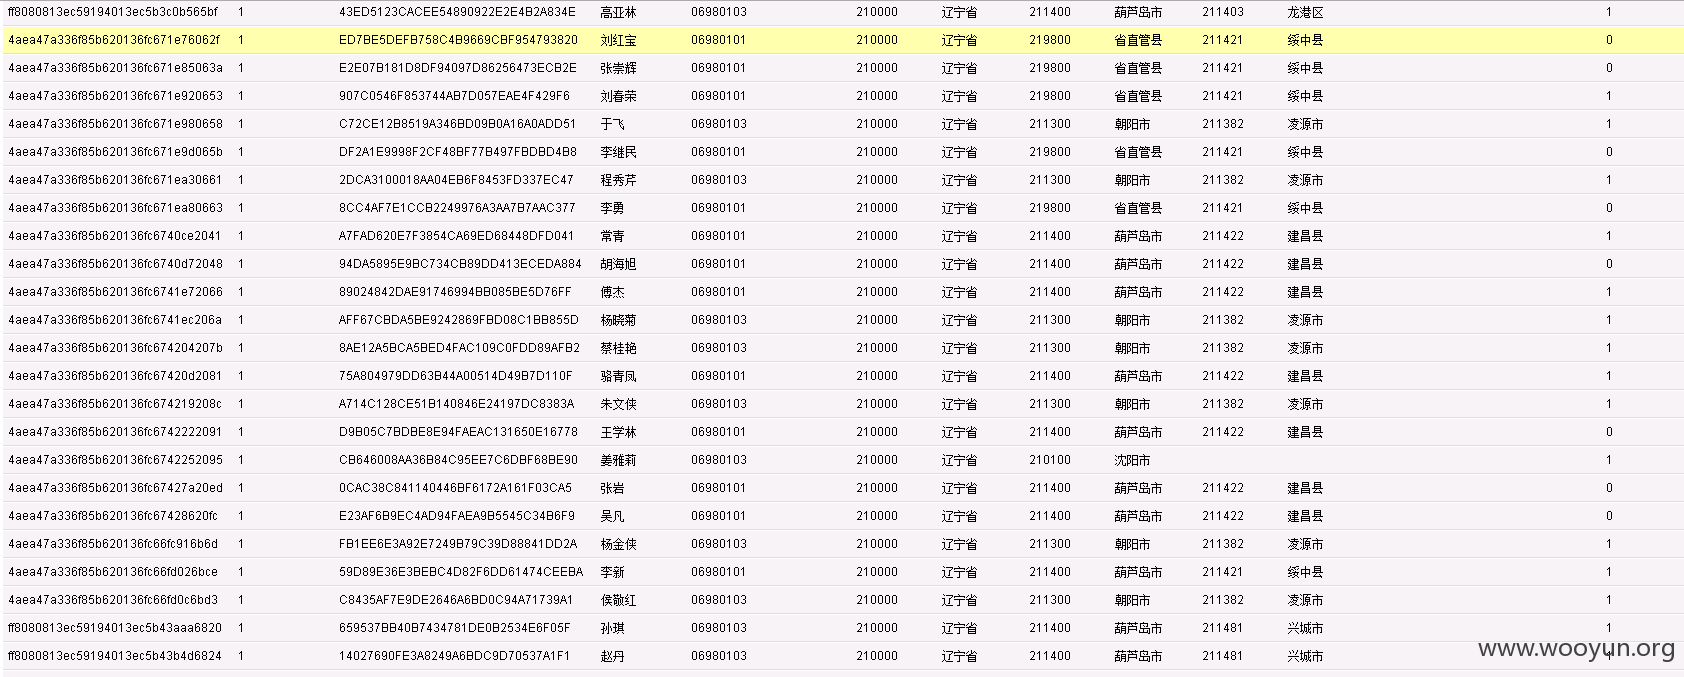 ff8080813ec59194013ec5b3c0b565bf 1 43ED5123CACEE54890922E2E4B2A834E 高亚林 06980103 210000 辽宁省 211400 葫芦岛市 211403 龙港区 1
4aea47a336f85b620136fc671e76062f 1 ED7BE5DEFB758C4B9669CBF954793820 刘红宝 06980101 210000 辽宁省 219800 省直管县 211421 绥中县 0
4aea47a336f85b620136fc671e85063a 1 E2E07B181D8DF94097D86256473ECB2E 张崇辉 06980101 210000 辽宁省 219800 省直管县 211421 绥中县 0
4aea47a336f85b620136fc671e920653 1 907C0546F853744AB7D057EAE4F429F6 刘春荣 06980101 210000 辽宁省 219800 省直管县 211421 绥中县 1
4aea47a336f85b620136fc671e980658 1 C72CE12B8519A346BD09B0A16A0ADD51 于飞 06980103 210000 辽宁省 211300 朝阳市 211382 凌源市 1
4aea47a336f85b620136fc671e9d065b 1 DF2A1E9998F2CF48BF77B497FBDBD4B8 李继民 06980101 210000 辽宁省 219800 省直管县 211421 绥中县 0
4aea47a336f85b620136fc671ea30661 1 2DCA3100018AA04EB6F8453FD337EC47 程秀芹 06980103 210000 辽宁省 211300 朝阳市 211382 凌源市 1
4aea47a336f85b620136fc671ea80663 1 8CC4AF7E1CCB2249976A3AA7B7AAC377 李勇 06980101 210000 辽宁省 219800 省直管县 211421 绥中县 0
4aea47a336f85b620136fc6740ce2041 1 A7FAD620E7F3854CA69ED68448DFD041 常青 06980101 210000 辽宁省 211400 葫芦岛市 211422 建昌县 1
4aea47a336f85b620136fc6740d72048 1 94DA5895E9BC734CB89DD413ECEDA884 胡海旭 06980101 210000 辽宁省 211400 葫芦岛市 211422 建昌县 0
4aea47a336f85b620136fc6741e72066 1 89024842DAE91746994BB085BE5D76FF 傅杰 06980101 210000 辽宁省 211400 葫芦岛市 211422 建昌县 1
4aea47a336f85b620136fc6741ec206a 1 AFF67CBDA5BE9242869FBD08C1BB855D 杨晓菊 06980103 210000 辽宁省 211300 朝阳市 211382 凌源市 1
4aea47a336f85b620136fc674204207b 1 8AE12A5BCA5BED4FAC109C0FDD89AFB2 蔡桂艳 06980103 210000 辽宁省 211300 朝阳市 211382 凌源市 1
4aea47a336f85b620136fc67420d2081 1 75A804979DD63B44A00514D49B7D110F 骆青凤 06980101 210000 辽宁省 211400 葫芦岛市 211422 建昌县 1
4aea47a336f85b620136fc674219208c 1 A714C128CE51B140846E24197DC8383A 朱文侠 06980103 210000 辽宁省 211300 朝阳市 211382 凌源市 1
4aea47a336f85b620136fc6742222091 1 D9B05C7BDBE8E94FAEAC131650E16778 王学林 06980101 210000 辽宁省 211400 葫芦岛市 211422 建昌县 0
4aea47a336f85b620136fc6742252095 1 CB646008AA36B84C95EE7C6DBF68BE90 姜雅莉 06980103 210000 辽宁省 210100 沈阳市 1
4aea47a336f85b620136fc67427a20ed 1 0CAC38C841140446BF6172A161F03CA5 张岩 06980101 210000 辽宁省 211400 葫芦岛市 211422 建昌县 0
4aea47a336f85b620136fc67428620fc 1 E23AF6B9EC4AD94FAEA9B5545C34B6F9 吴凡 06980101 210000 辽宁省 211400 葫芦岛市 211422 建昌县 0
4aea47a336f85b620136fc66fc916b6d 1 FB1EE6E3A92E7249B79C39D88841DD2A 杨金侠 06980103 210000 辽宁省 211300 朝阳市 211382 凌源市 1
4aea47a336f85b620136fc66fd026bce 1 59D89E36E3BEBC4D82F6DD61474CEEBA 李新 06980101 210000 辽宁省 211400 葫芦岛市 211421 绥中县 1
4aea47a336f85b620136fc66fd0c6bd3 1 C8435AF7E9DE2646A6BD0C94A71739A1 侯敬红 06980103 210000 辽宁省 211300 朝阳市 211382 凌源市 1
ff8080813ec59194013ec5b43aaa6820 1 659537BB40B7434781DE0B2534E6F05F 孙琪 06980103 210000 辽宁省 211400 葫芦岛市 211481 兴城市 1
ff8080813ec59194013ec5b43b4d6824 1 14027690FE3A8249A6BDC9D70537A1F1 赵丹 06980103 210000 辽宁省 211400 葫芦岛市 211481 兴城市
www.wooyun.org